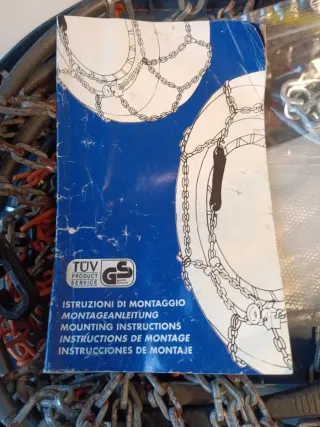 TÜV
PRODUCT
SERVICE
GS
ISTRUZIONI DI MONTAGGIO
MONTAGEANLEITUNG
MOUNTING INSTRUCTIONS
INSTRUCTIONS DE MONTAGE
INSTRUCCIONES DE MONTAJE